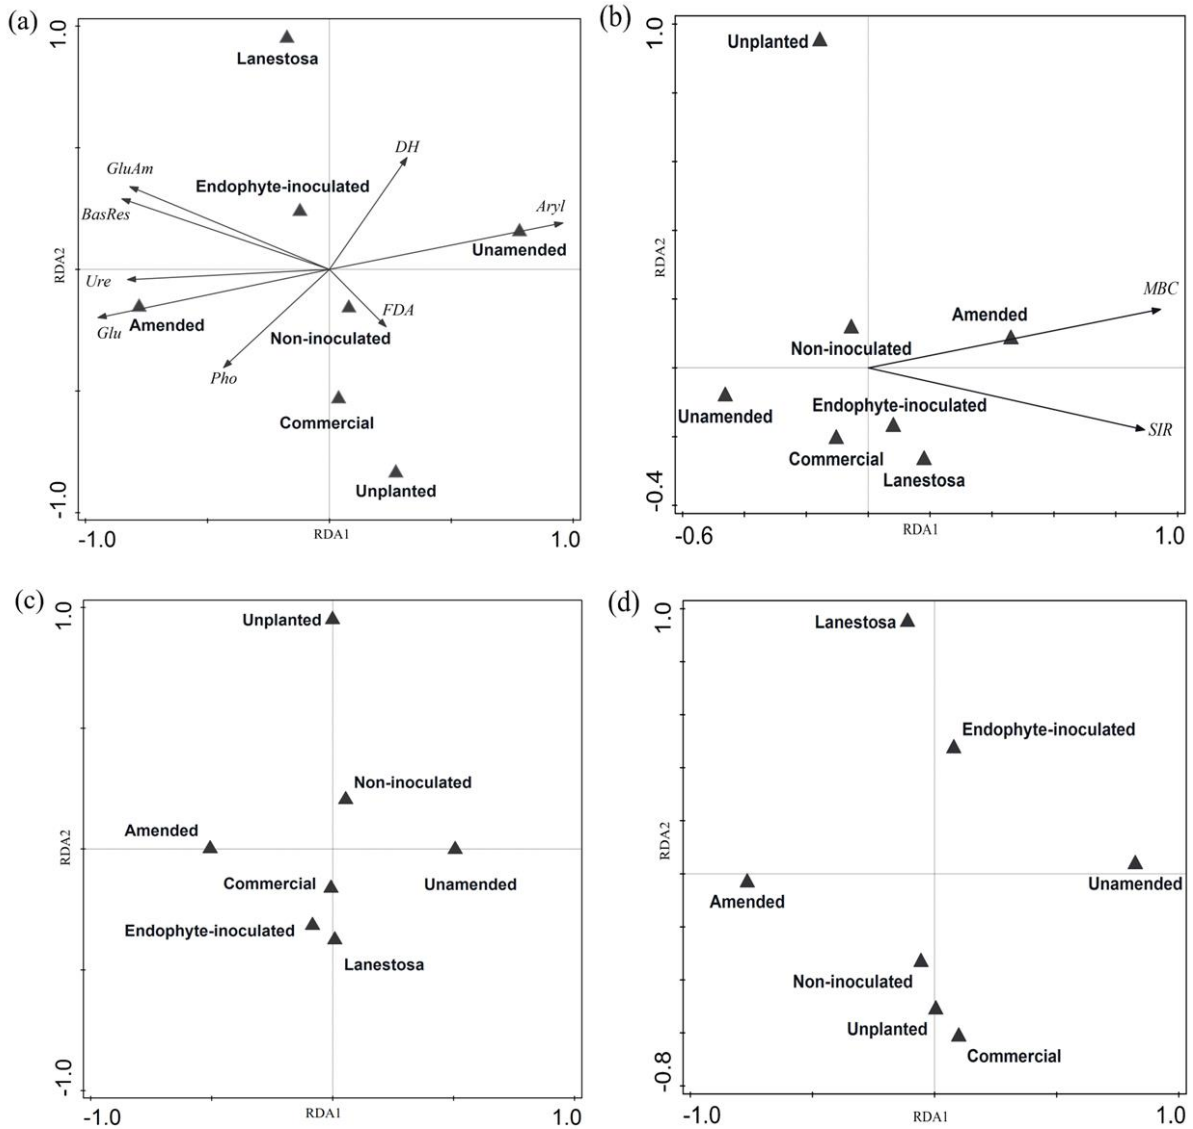 (a)
1.0
Lanestosa
DH
GluAm
Endophyte-inoculated
BasRes
Aryl
Unamended
RDA2
Ure
Glu
Amended
FDA
Non-inoculated
Pho
Commercial
Unplanted
-1.0
-1.0
RDA1
1.0
(b)
1.0
Unplanted
RDA2
MBC
Amended
Non-inoculated
Endophyte-inoculated
Unamended
SIR
Commercial
Lanestosa
-0.4
-0.6
RDA1
1.0
(c)
1.0
Unplanted
Non-inoculated
Amended
RDA2
Commercial
Unamended
Endophyte-inoculated
Lanestosa
-1.0
-1.0
RDA1
1.0
(d)
1.0
Lanestosa
Endophyte-inoculated
RDA2
Unamended
Amended
Non-inoculated
Unplanted
Commercial
-0.8
-1.0
RDA1
1.0